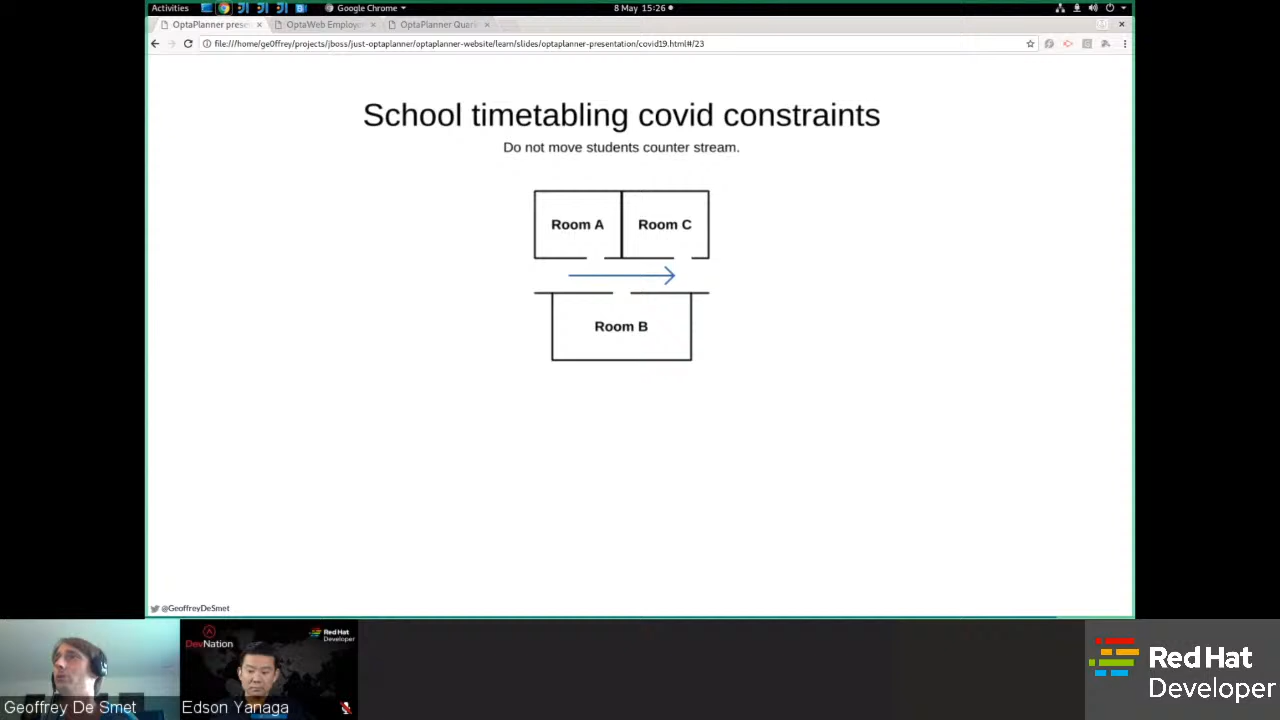 Activities
Google Chrome
8 May 15:26
OptaPlanner prese
OptaWeb Employe
OptaPlanner Quark
file:///home/ge0ffrey/projects/jboss/just-optaplanner/optaplanner-website/learn/slides/optaplanner-presentation/covid19.html#/23
School timetabling covid constraints
Do not move students counter stream.
Room A
Room C
Room B
@GeoffreyDeSmet
DevNation
Red Hat
Developer
Geoffrey De Smet
Edson Yanaga
Red Hat
Developer